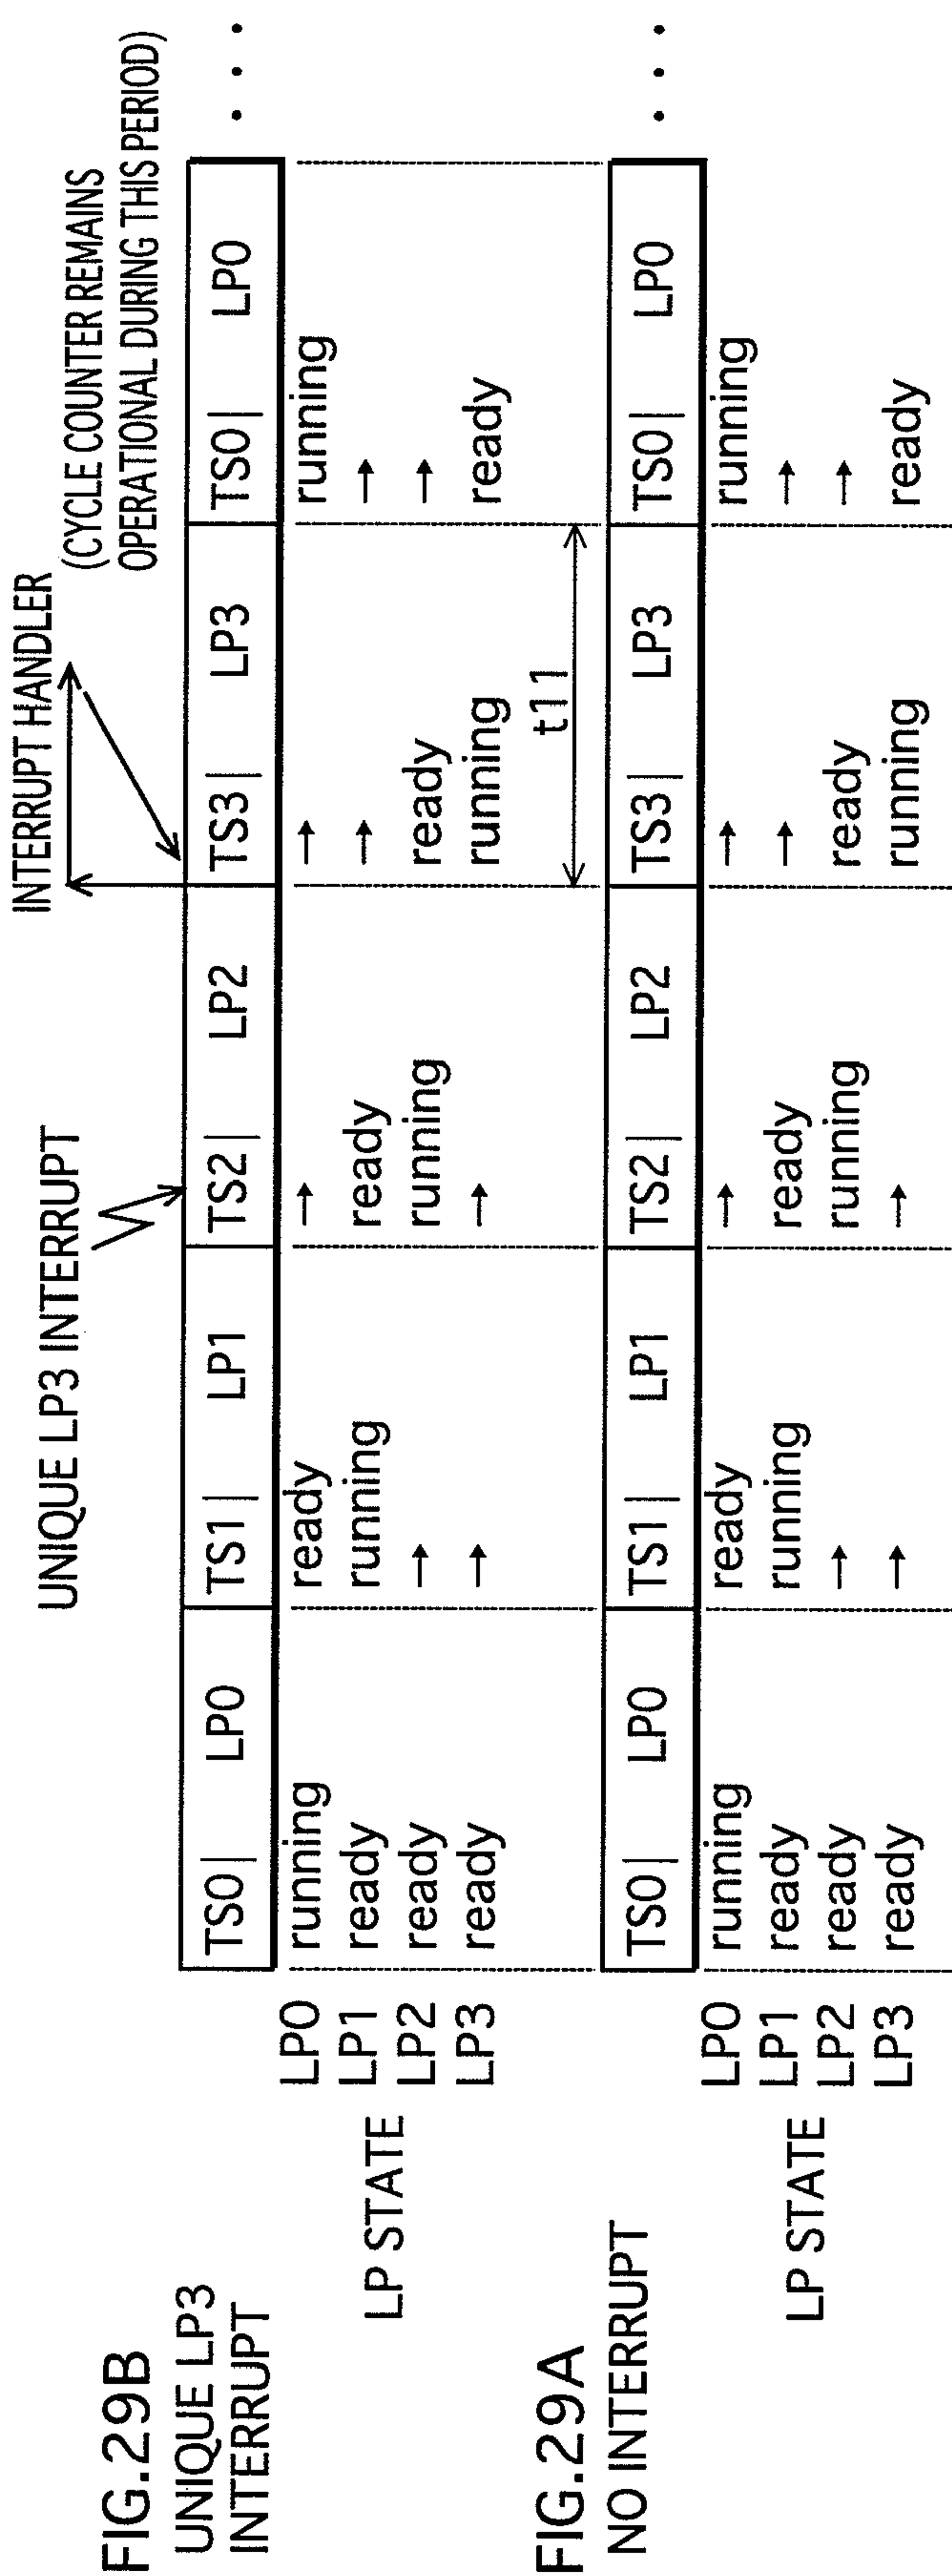 FIG.29B
UNIQUE LP3
INTERRUPT
UNIQUE LP3 INTERRUPT
INTERRUPT HANDLER
(CYCLE COUNTER REMAINS
OPERATIONAL DURING THIS PERIOD)
TS0 | LP0 TS1 | LP1 TS2 | LP2 TS3 | LP3 TS0 | LP0 • • •
LP STATE
LP0 running ready → → running
LP1 ready running ready → →
LP2 ready → running ready →
LP3 ready → → running ready
t11
FIG.29A
NO INTERRUPT
TS0 | LP0 TS1 | LP1 TS2 | LP2 TS3 | LP3 TS0 | LP0 • • •
LP STATE
LP0 running ready → → running
LP1 ready running ready → →
LP2 ready → running ready →
LP3 ready → → running ready